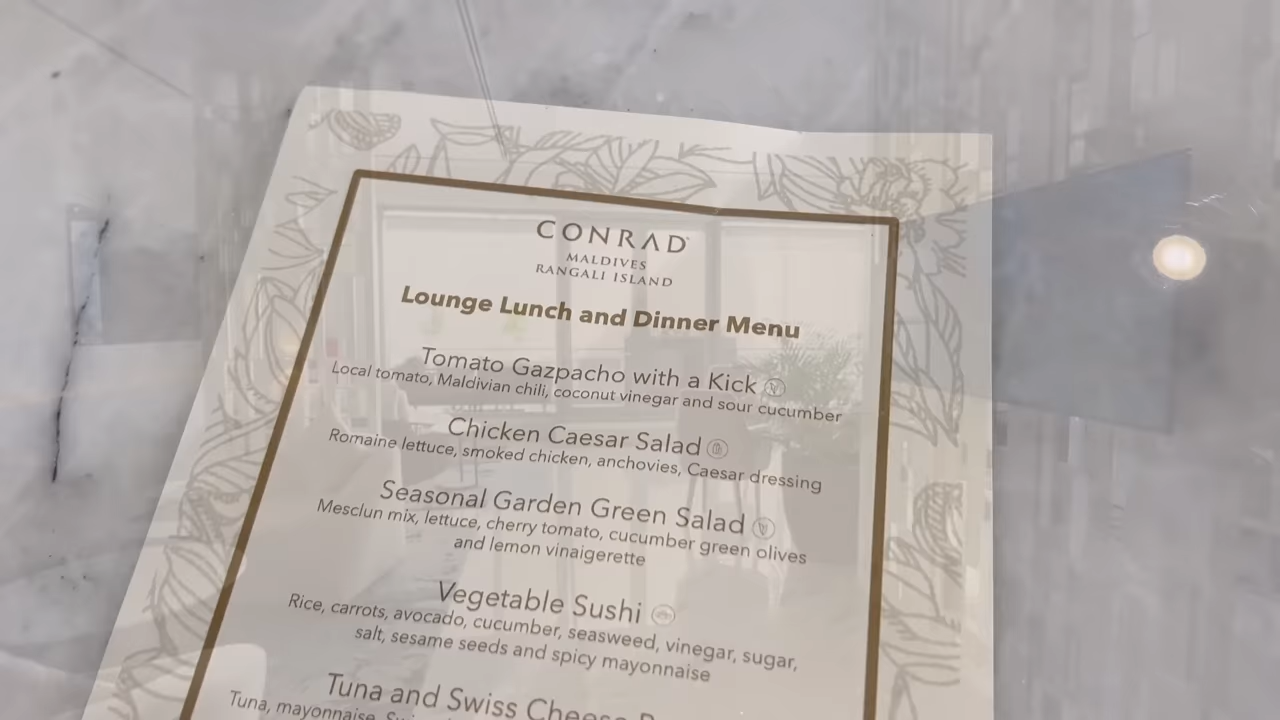 CONRAD
MALDIVES
RANGALI ISLAND
Lounge Lunch and Dinner Menu
Tomato Gazpacho with a Kick
Local tomato, Maldivian chili, coconut vinegar and sour cucumber
Chicken Caesar Salad
Romaine lettuce, smoked chicken, anchovies, Caesar dressing
Seasonal Garden Green Salad
Mesclun mix, lettuce, cherry tomato, cucumber green olives
and lemon vinaigerette
Vegetable Sushi
Rice, carrots, avocado, cucumber, seasweed, vinegar, sugar,
salt, sesame seeds and spicy mayonnaise
Tuna and Swiss Cheese
Tuna, mayonnaise,